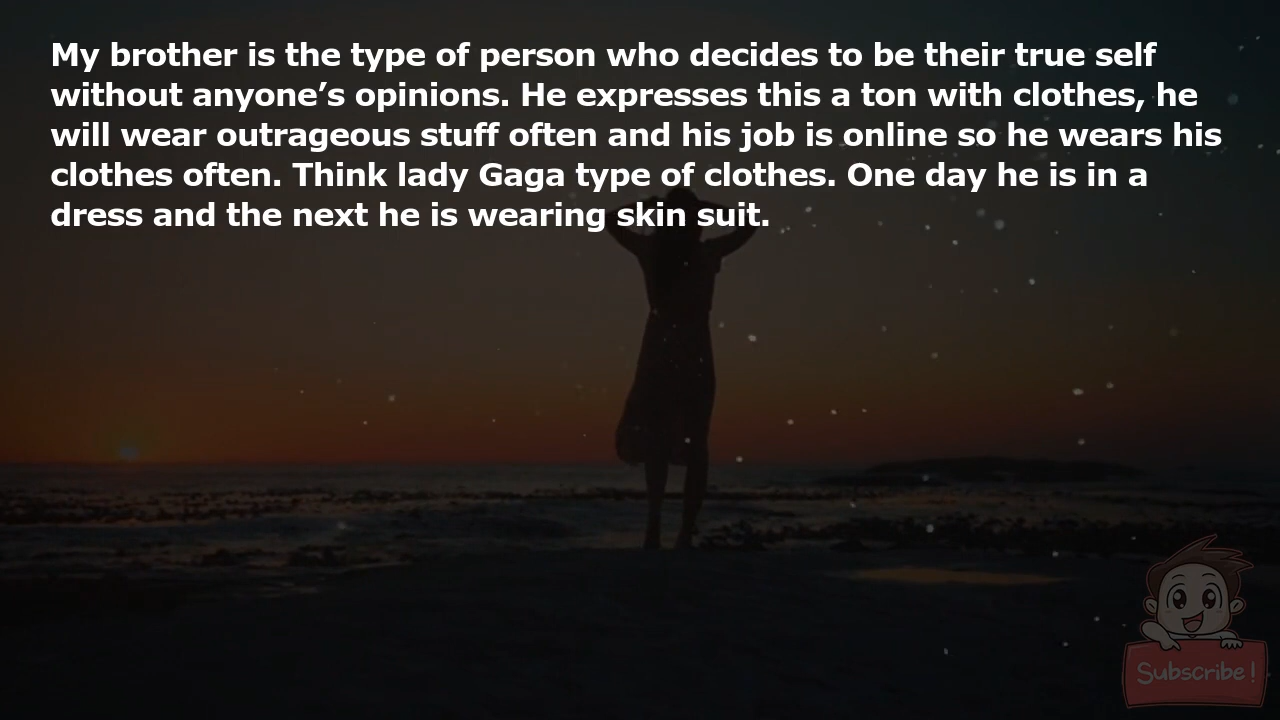 My brother is the type of person who decides to be their true self
without anyone’s opinions. He expresses this a ton with clothes, he
will wear outrageous stuff often and his job is online so he wears his
clothes often. Think lady Gaga type of clothes. One day he is in a
dress and the next he is wearing skin suit.
Subscribe!